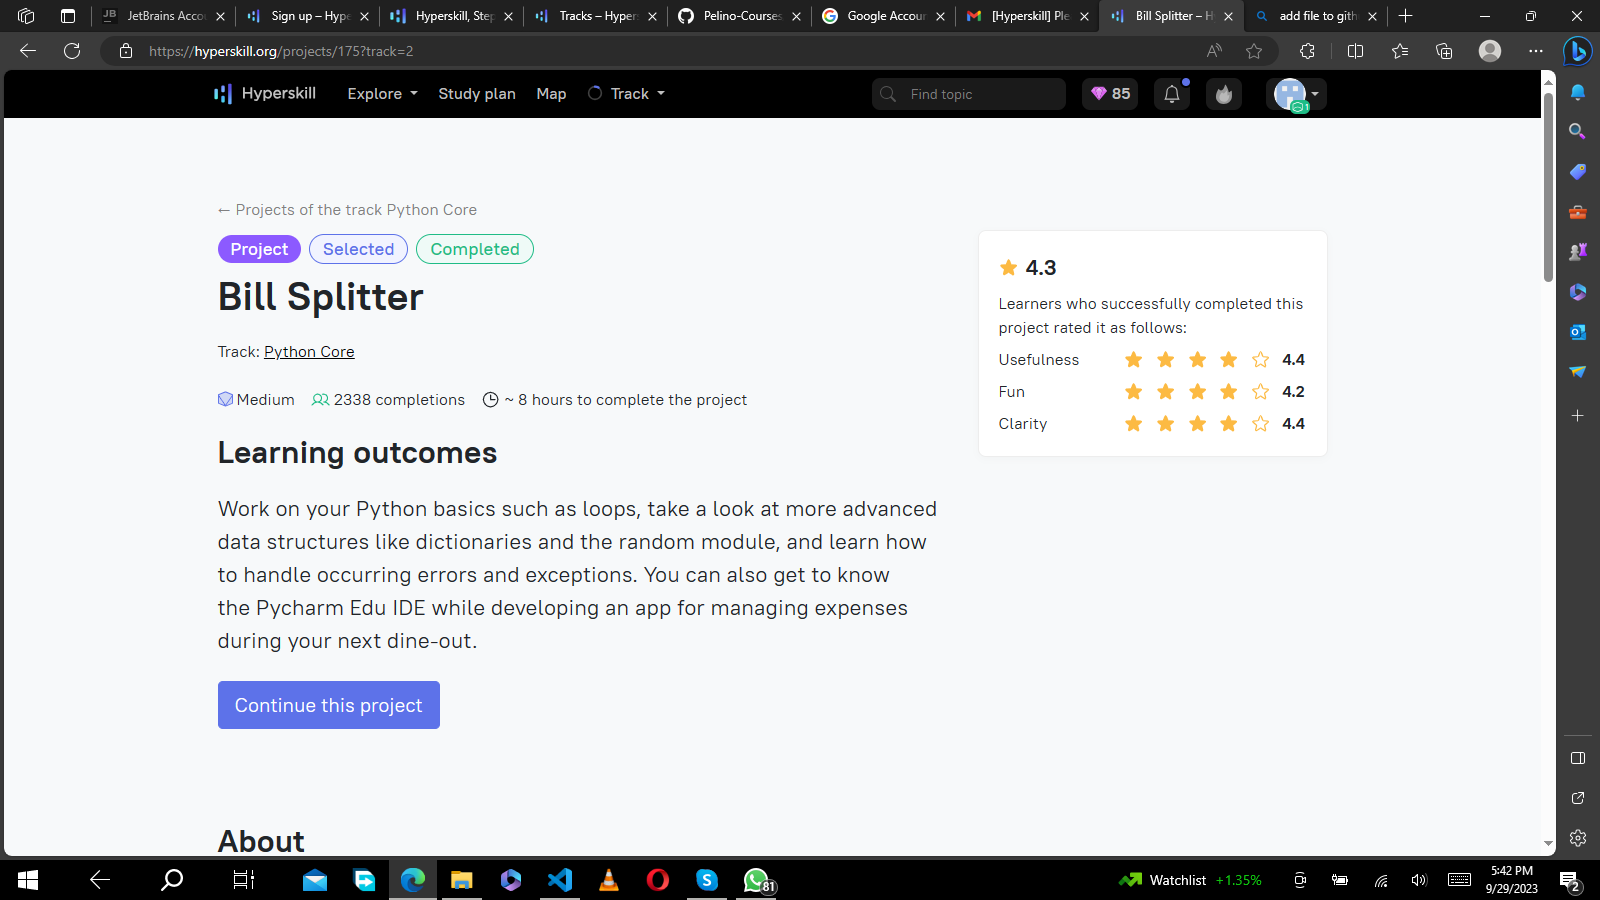 JetBrains Accou
Sign up – Hype
Hyperskill, Step
Tracks – Hypers
Pelino-Courses
Google Accoun
[Hyperskill] Ple
Bill Splitter – H
add file to gith
https://hyperskill.org/projects/175?track=2
Hyperskill
Explore
Study plan
Map
Track
Find topic
85
1
← Projects of the track Python Core
Project
Selected
Completed
Bill Splitter
Track: Python Core
Medium
2338 completions
~ 8 hours to complete the project
Learning outcomes
Work on your Python basics such as loops, take a look at more advanced
data structures like dictionaries and the random module, and learn how
to handle occurring errors and exceptions. You can also get to know
the Pycharm Edu IDE while developing an app for managing expenses
during your next dine-out.
Continue this project
About
4.3
Learners who successfully completed this
project rated it as follows:
Usefulness 4.4
Fun 4.2
Clarity 4.4
81
Watchlist +1.35%
5:42 PM
9/29/2023
2